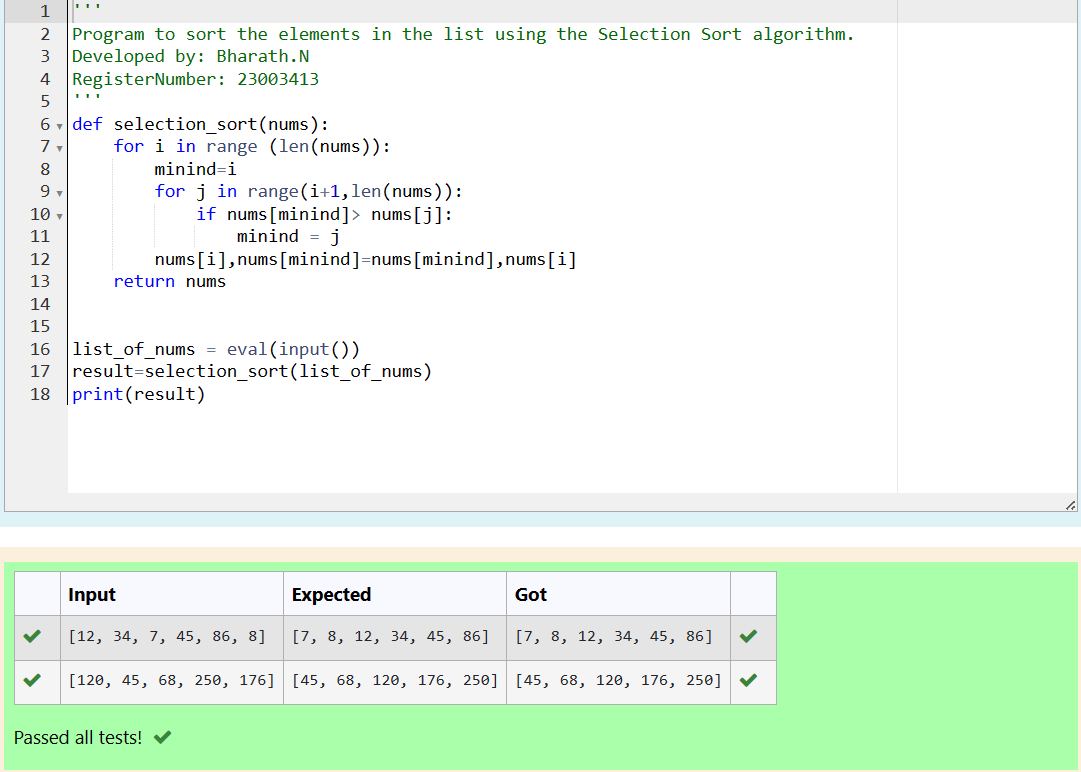 1 '''
2 Program to sort the elements in the list using the Selection Sort algorithm.
3 Developed by: Bharath.N
4 RegisterNumber: 23003413
5 '''
6 def selection_sort(nums):
7     for i in range (len(nums)):
8         minind=i
9         for j in range(i+1,len(nums)):
10             if nums[minind]> nums[j]:
11                 minind = j
12         nums[i],nums[minind]=nums[minind],nums[i]
13     return nums
14
15
16 list_of_nums = eval(input())
17 result=selection_sort(list_of_nums)
18 print(result)
Input Expected Got
[12, 34, 7, 45, 86, 8] [7, 8, 12, 34, 45, 86] [7, 8, 12, 34, 45, 86]
[120, 45, 68, 250, 176] [45, 68, 120, 176, 250] [45, 68, 120, 176, 250]
Passed all tests!